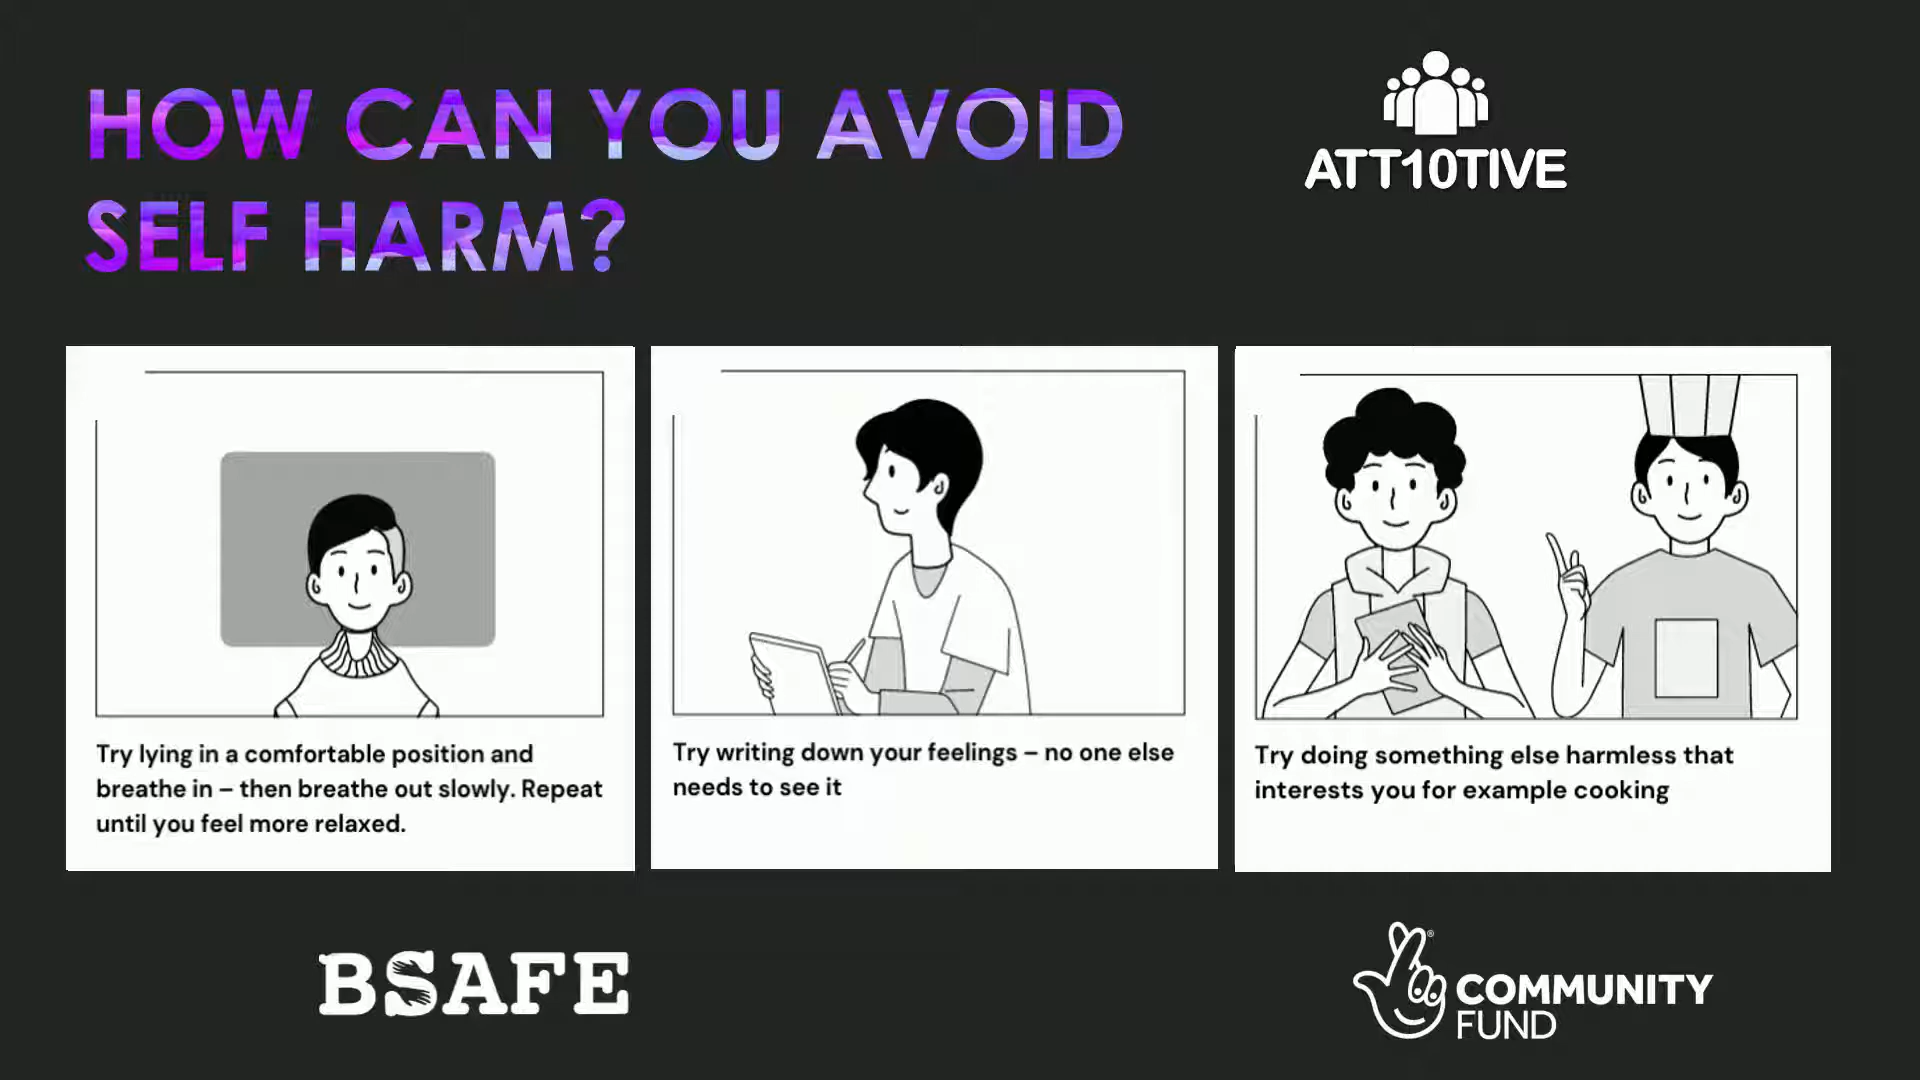 HOW CAN YOU AVOID
SELF HARM?
ATT10TIVE
Try lying in a comfortable position and
breathe in – then breathe out slowly. Repeat
until you feel more relaxed.
Try writing down your feelings – no one else
needs to see it
Try doing something else harmless that
interests you for example cooking
BSAFE
®
COMMUNITY
FUND